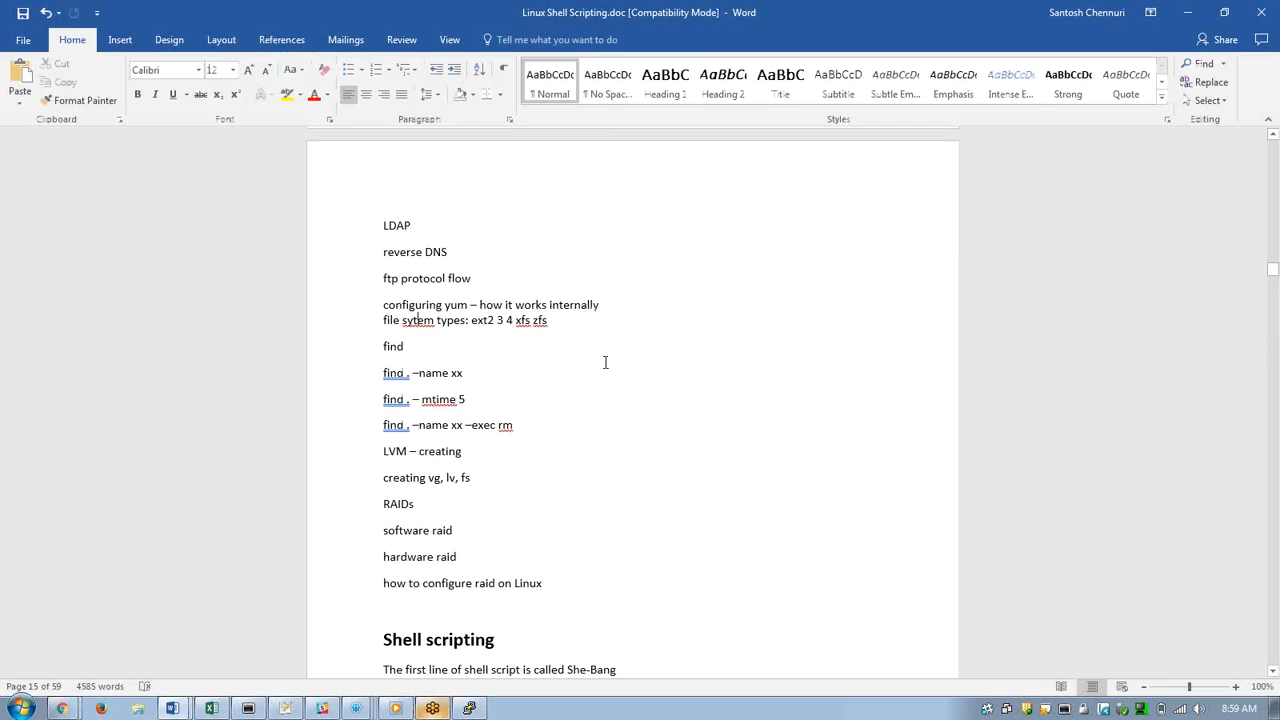 Linux Shell Scripting.doc [Compatibility Mode] - Word
Santosh Chennuri
File Home Insert Design Layout References Mailings Review View Tell me what you want to do Share
Paste
Cut
Copy
Format Painter
Calibri 12
B I U abc x₂ x²
AaBbCcDc AaBbCcDc AaBbC AaBbCc AaBbC AaBbCcD AaBbCcDc AaBbCcDc AaBbCcDc AaBbCcDc AaBbCcDc
¶ Normal ¶ No Spac... Heading 1 Heading 2 Title Subtitle Subtle Em... Emphasis Intense E... Strong Quote
Find
Replace
Select
Clipboard Font Paragraph Styles Editing
LDAP
reverse DNS
ftp protocol flow
configuring yum – how it works internally
file sytem types: ext2 3 4 xfs zfs
find
find . –name xx
find . – mtime 5
find . –name xx –exec rm
LVM – creating
creating vg, lv, fs
RAIDs
software raid
hardware raid
how to configure raid on Linux
Shell scripting
The first line of shell script is called She-Bang
Page 15 of 59 4585 words 100%
8:59 AM